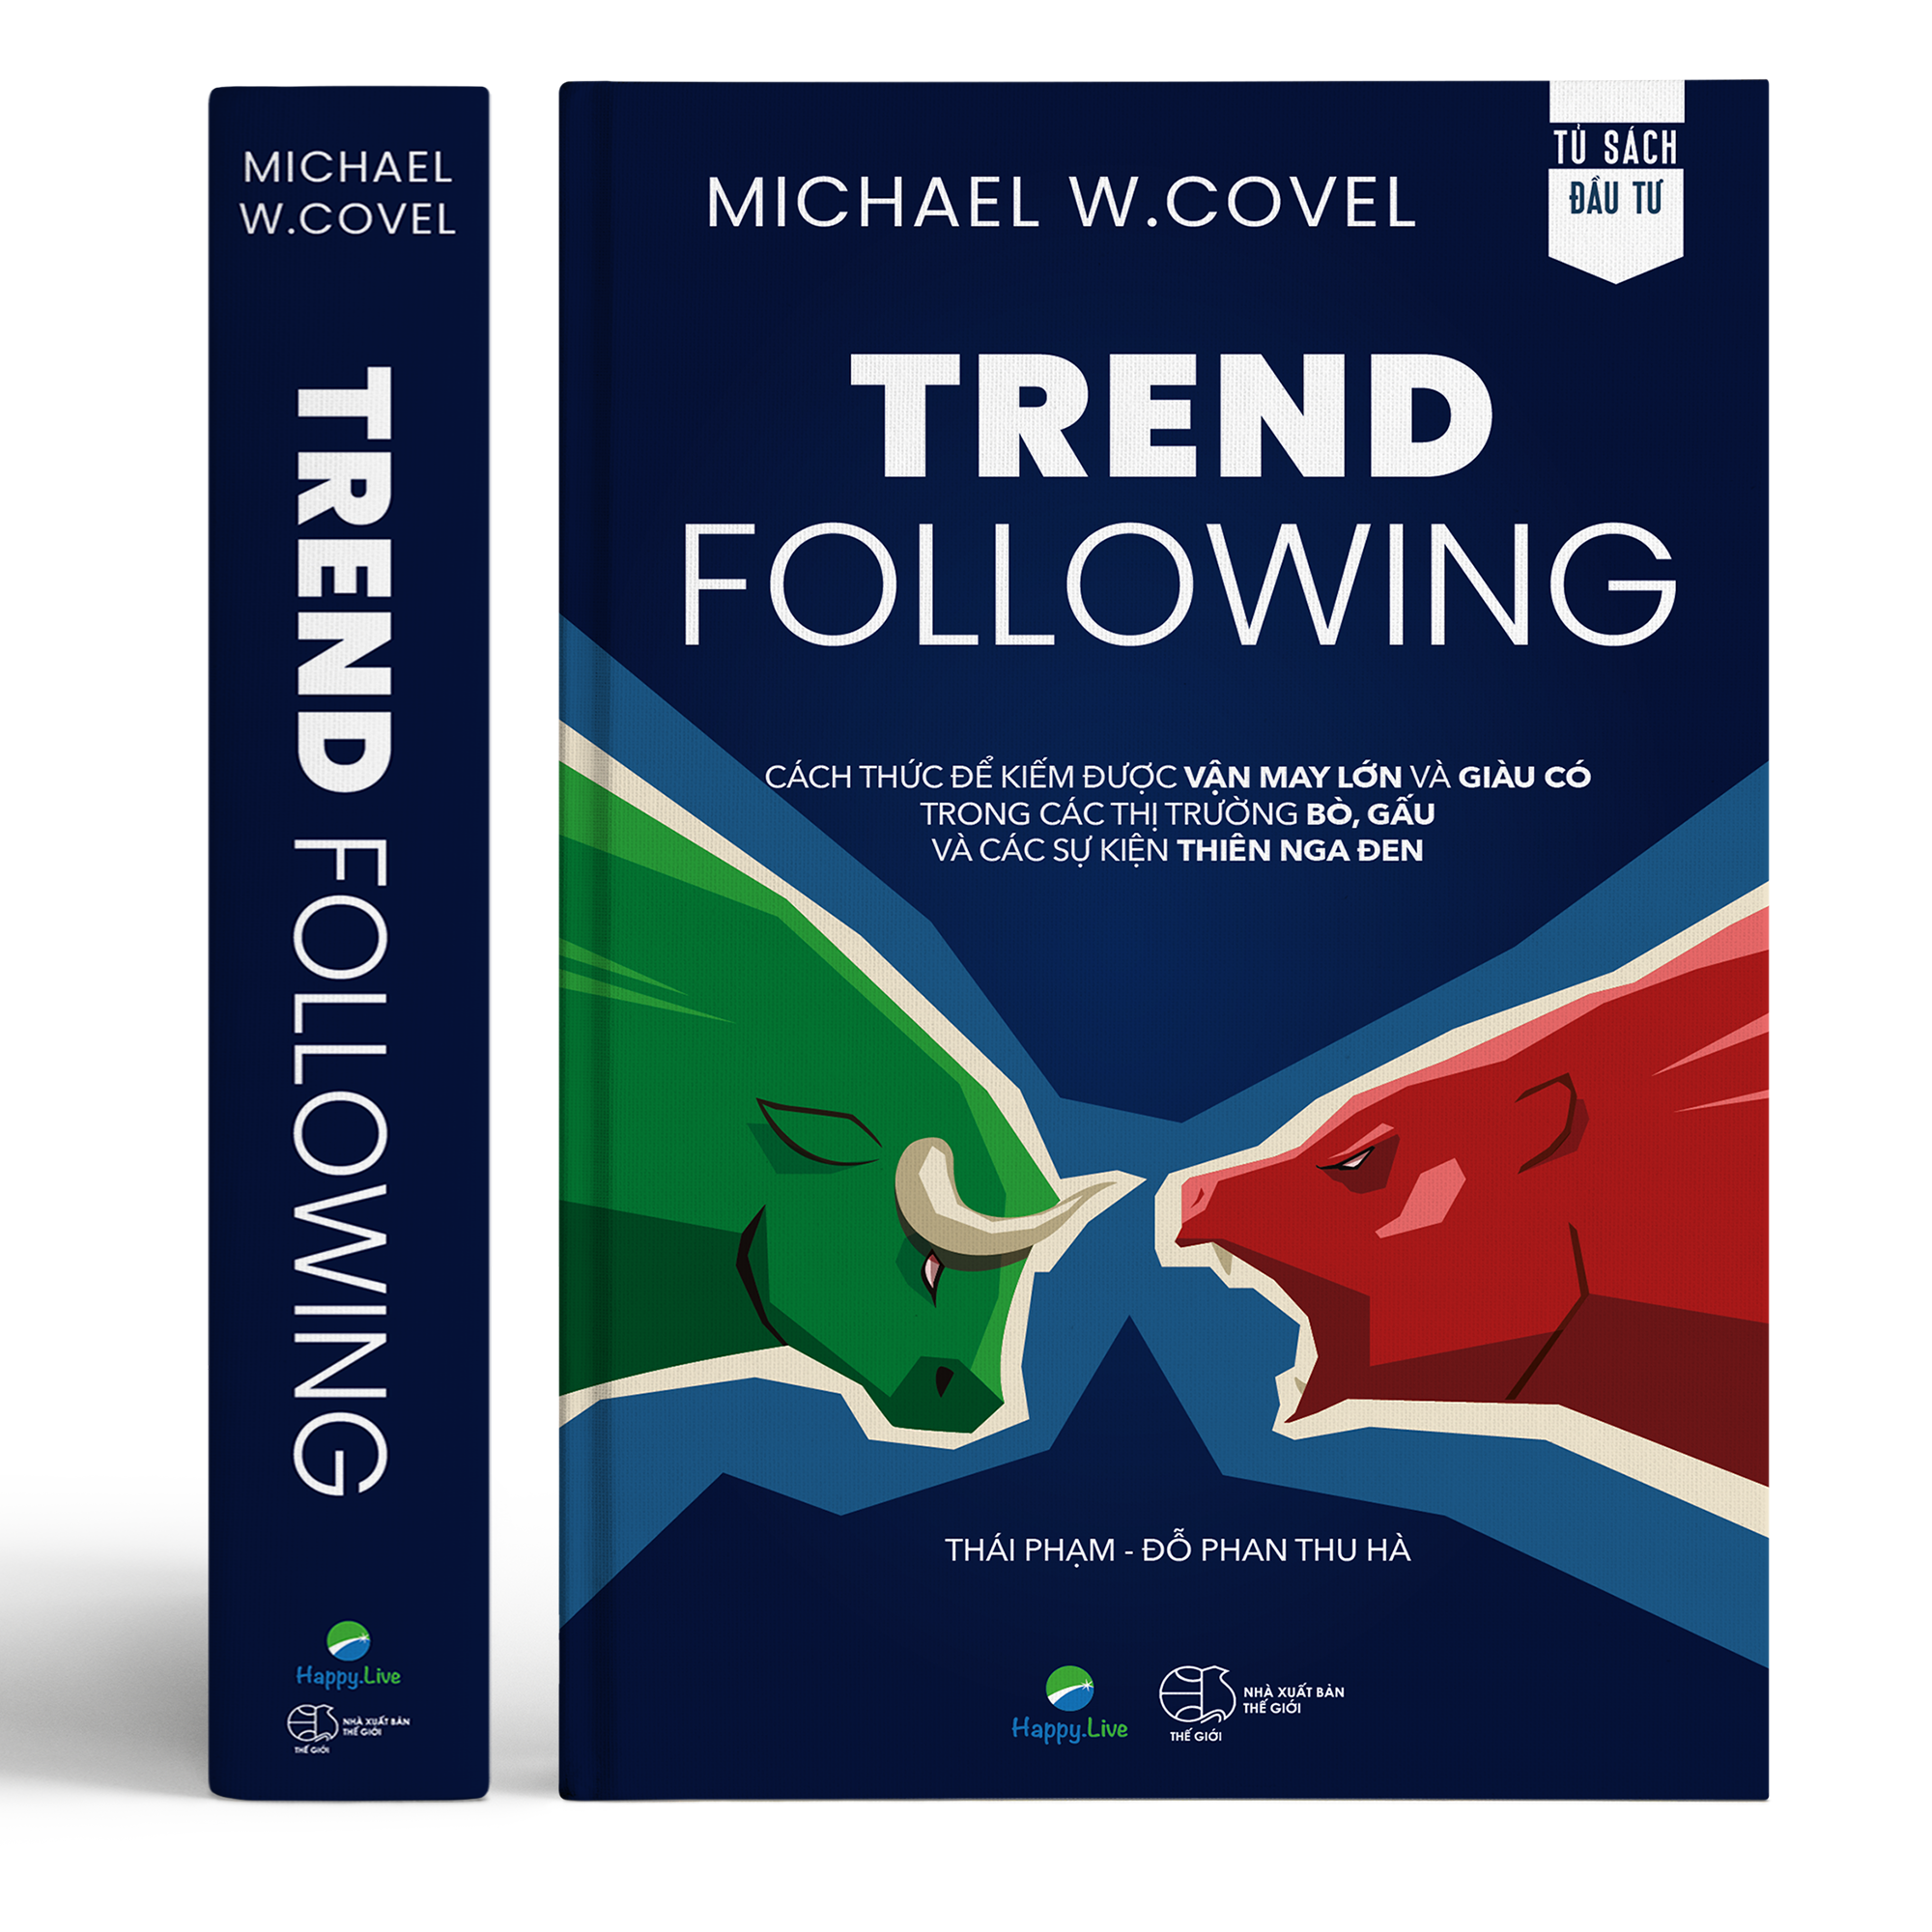 MICHAEL
W.COVEL
TREND FOLLOWING
Happy.Live
NHÀ XUẤT BẢN
THẾ GIỚI
THẾ GIỚI
TỦ SÁCH
ĐẦU TƯ
MICHAEL W.COVEL
TREND
FOLLOWING
CÁCH THỨC ĐỂ KIẾM ĐƯỢC VẬN MAY LỚN VÀ GIÀU CÓ
TRONG CÁC THỊ TRƯỜNG BÒ, GẤU
VÀ CÁC SỰ KIỆN THIÊN NGA ĐEN
THÁI PHẠM - ĐỖ PHAN THU HÀ
Happy.Live
NHÀ XUẤT BẢN
THẾ GIỚI
THẾ GIỚI